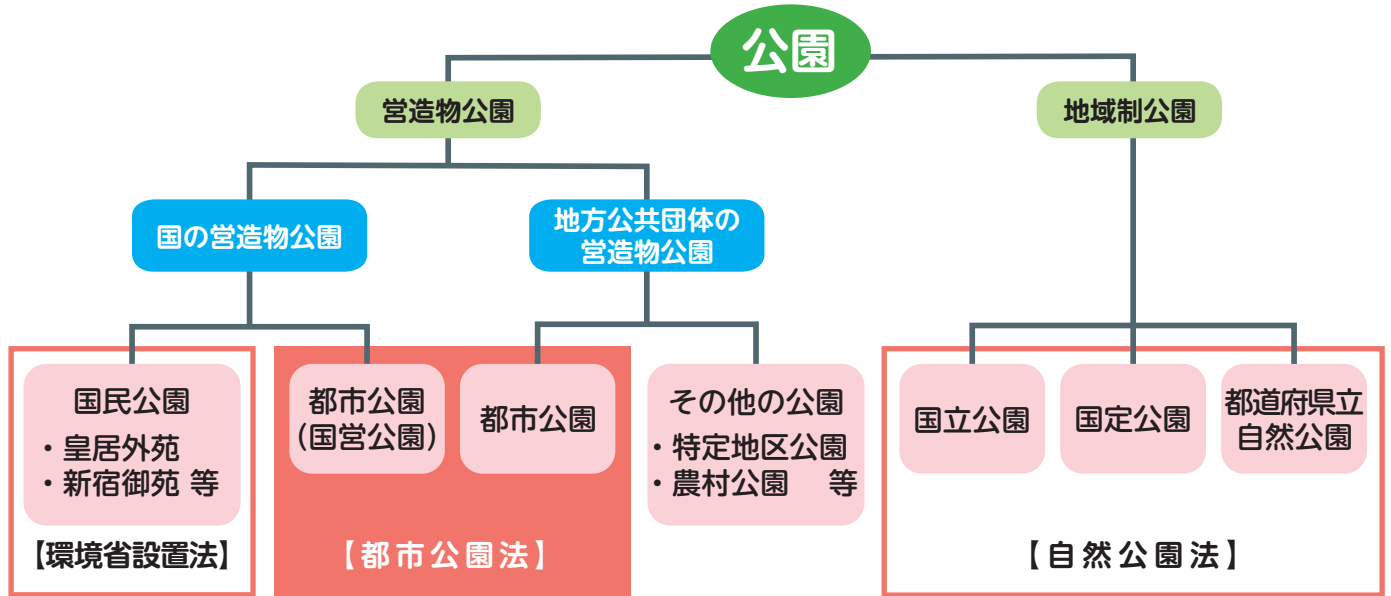 公園
営造物公園
地域制公園
国の営造物公園
地方公共団体の
営造物公園
国民公園
・皇居外苑
・新宿御苑 等
【環境省設置法】
都市公園
（国営公園）
都市公園
【都市公園法】
その他の公園
・特定地区公園
・農村公園 等
国立公園
国定公園
都道府県立
自然公園
【自然公園法】